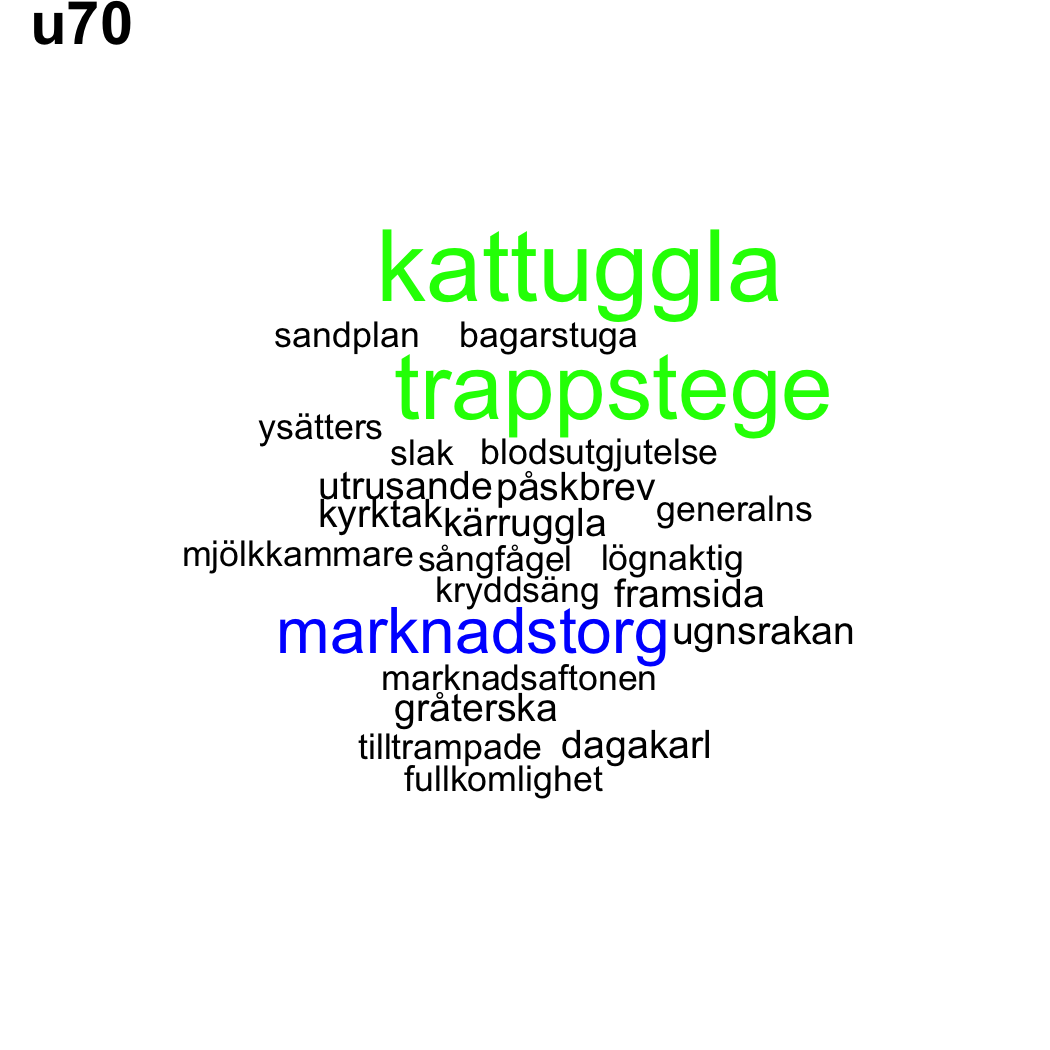 u70
kattuggla
sandplan bagarstuga
trappstege
ysätters
slak blodsutgjutelse
utrusande påskbrev
generalns
kyrktak kärruggla
mjölkkammare sångfågel lögnaktig
kryddsäng framsida
marknadstorg ugnsrakan
marknadsaftonen
gråterska
tilltrampade dagakarl
fullkomlighet